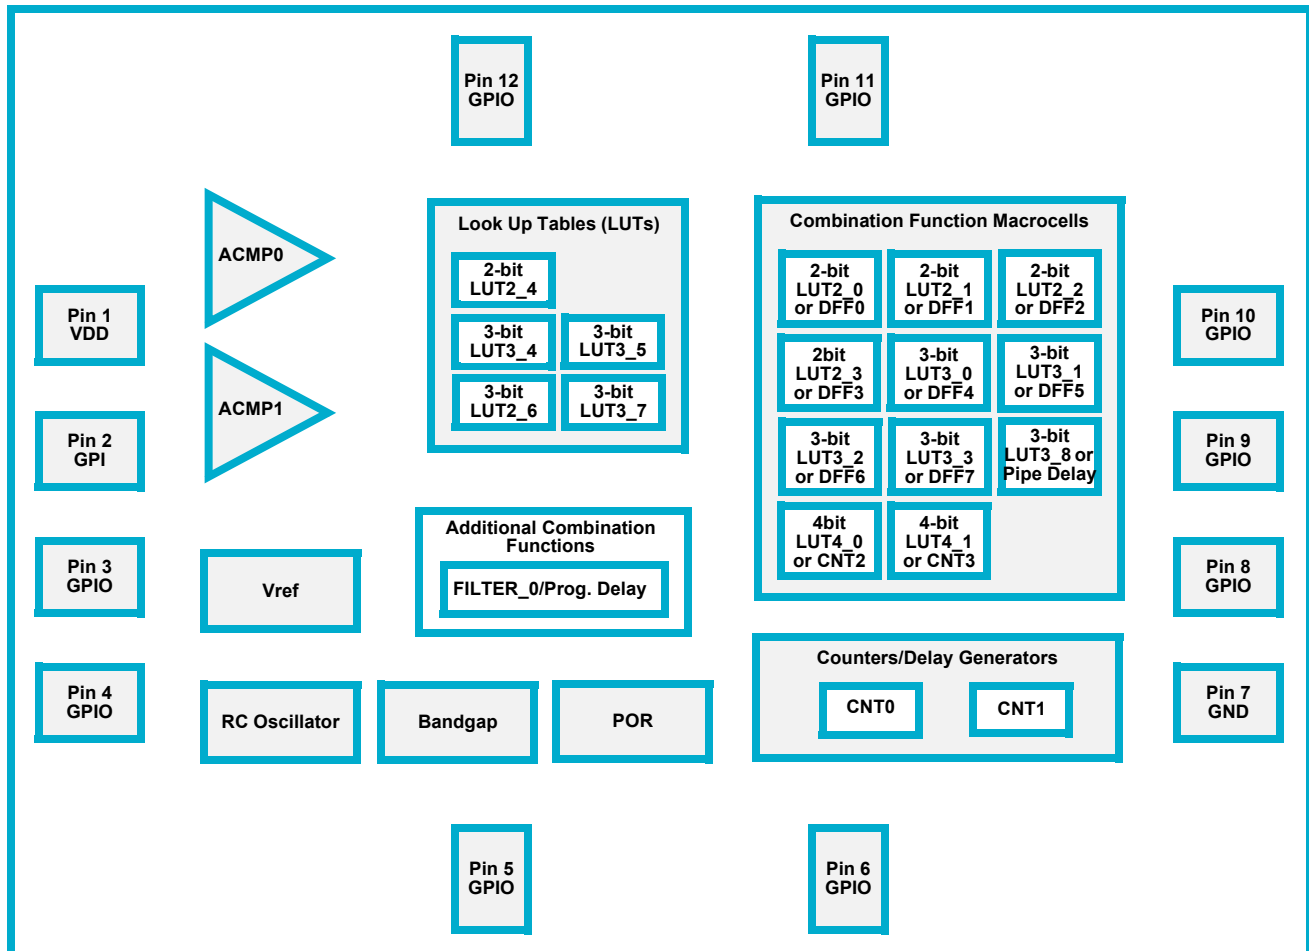 Pin 12
GPIO
Pin 11
GPIO
ACMP0
ACMP1
Pin 1
VDD
Pin 2
GPI
Pin 3
GPIO
Pin 4
GPIO
Look Up Tables (LUTs)
2-bit
LUT2_4
3-bit
LUT3_4
3-bit
LUT3_5
3-bit
LUT2_6
3-bit
LUT3_7
Combination Function Macrocells
2-bit
LUT2_0
or DFF0
2-bit
LUT2_1
or DFF1
2-bit
LUT2_2
or DFF2
2bit
LUT2_3
or DFF3
3-bit
LUT3_0
or DFF4
3-bit
LUT3_1
or DFF5
3-bit
LUT3_2
or DFF6
3-bit
LUT3_3
or DFF7
3-bit
LUT3_8 or
Pipe Delay
4bit
LUT4_0
or CNT2
4-bit
LUT4_1
or CNT3
Additional Combination
Functions
FILTER_0/Prog. Delay
Vref
RC Oscillator
Bandgap
POR
Counters/Delay Generators
CNT0
CNT1
Pin 10
GPIO
Pin 9
GPIO
Pin 8
GPIO
Pin 7
GND
Pin 5
GPIO
Pin 6
GPIO